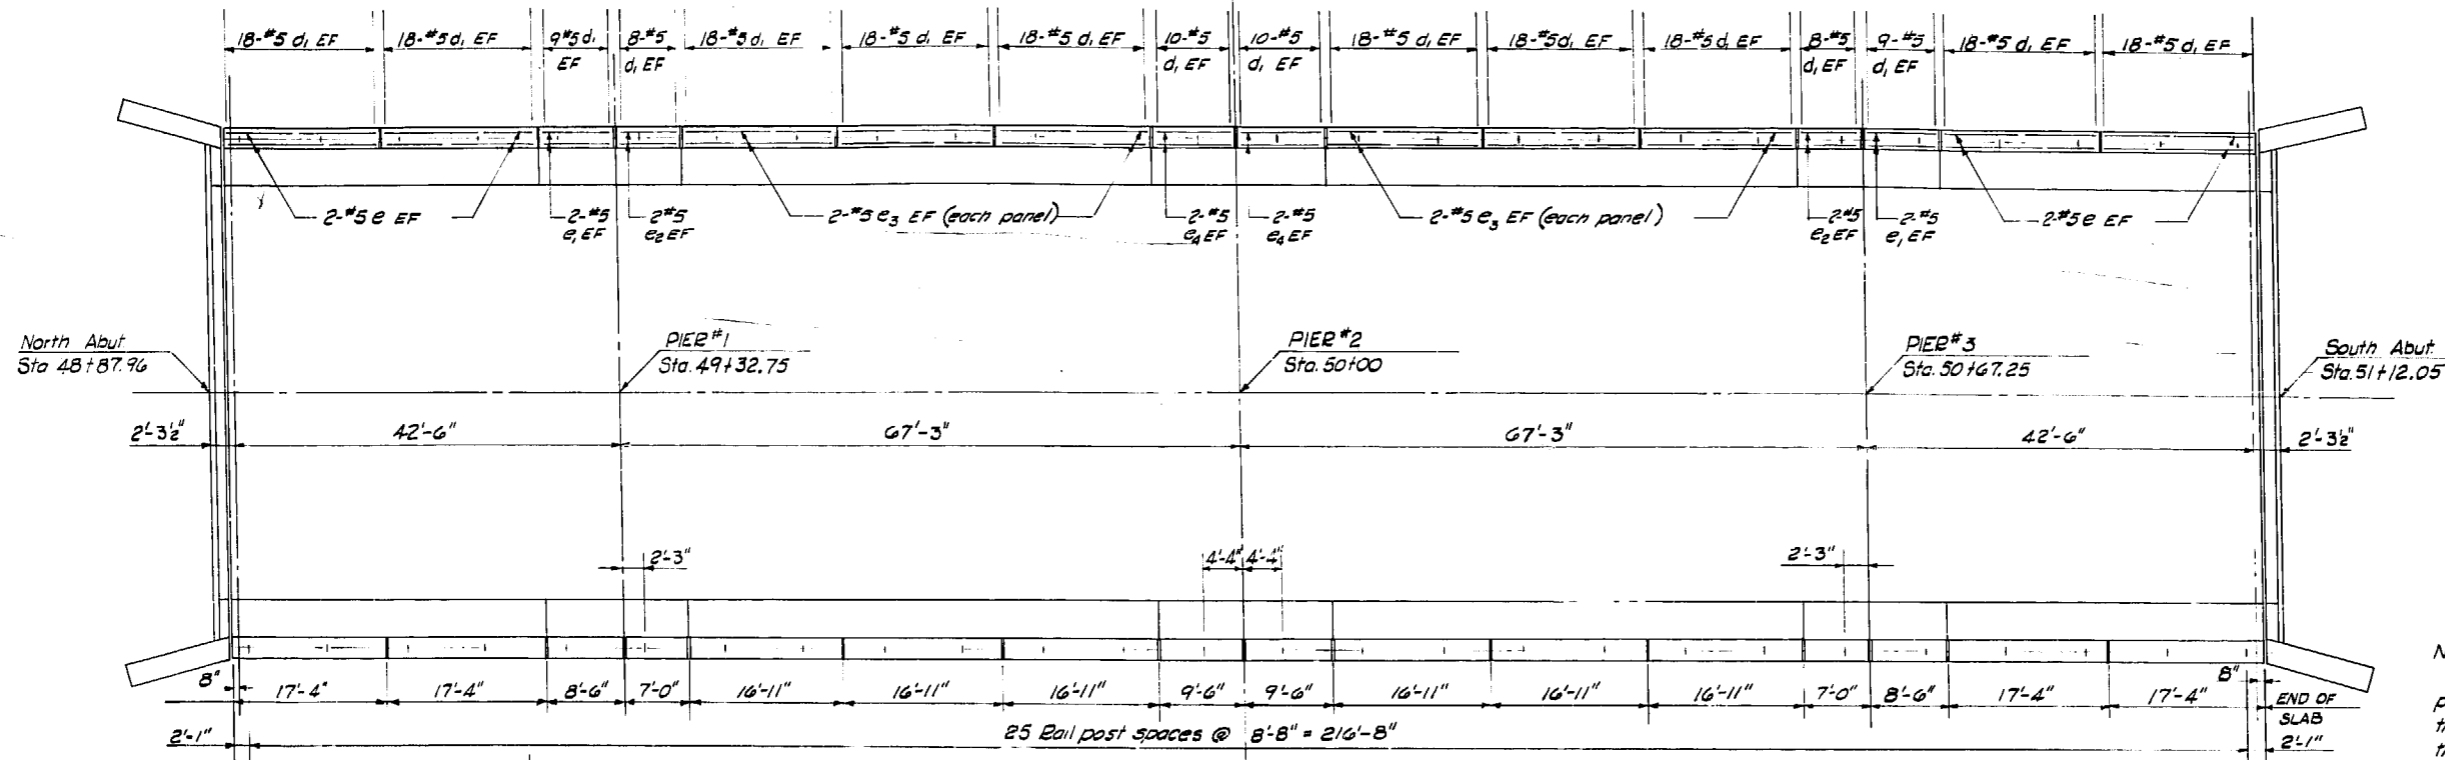 18-#5 d1 EF 18-#5 d1 EF 9#5 d1 8-#5 18-#5 d1 EF 18-#5 d1 EF 18-#5 d1 EF 10-#5 10-#5 18-#5 d1 EF 18-#5 d1 EF 18-#5 d1 EF 8-#5 9-#5 18-#5 d1 EF 18-#5 d1 EF
EF d1 EF d1 EF d1 EF d1 EF d1 EF
2-#5 e EF 2-#5 2#5 2-#5 e3 EF (each panel) 2-#5 2-#5 2-#5 e3 EF (each panel) 2#5 2-#5 2-#5 e EF
e1 EF e2 EF e4 EF e4 EF e2 EF e1 EF
North Abut
Sta 48+87.96
PIER #1
Sta. 49+32.75
PIER #2
Sta. 50+00
PIER #3
Sta. 50+67.25
South Abut.
Sta. 51+12.05
2'-3½" 42'-6" 67'-3" 67'-3" 42'-6" 2'-3½"
2'-3" 4'-4" 4'-4" 2'-3"
8" 17'-4" 17'-4" 8'-6" 7'-0" 16'-11" 16'-11" 16'-11" 9'-6" 9'-6" 16'-11" 16'-11" 16'-11" 7'-0" 8'-6" 17'-4" 17'-4" 8"
END OF
SLAB
2'-1" 25 Rail post spaces @ 8'-8" = 216'-8" 2'-1"